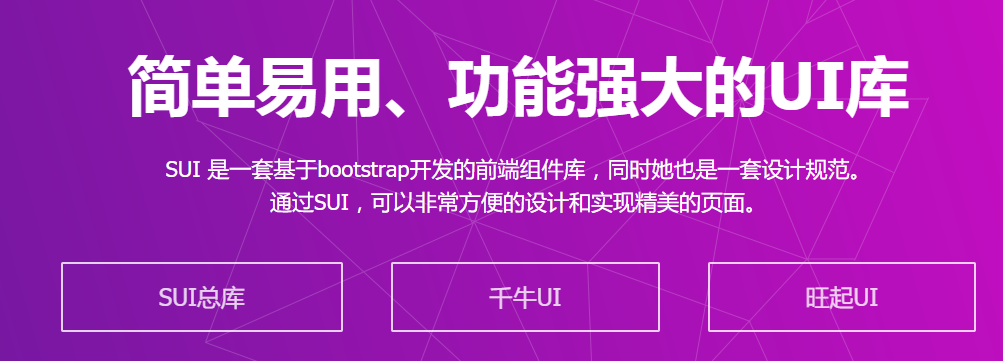 简单易用、功能强大的UI库
SUI 是一套基于bootstrap开发的前端组件库，同时她也是一套设计规范。
通过SUI，可以非常方便的设计和实现精美的页面。
SUI总库
千牛UI
旺起UI